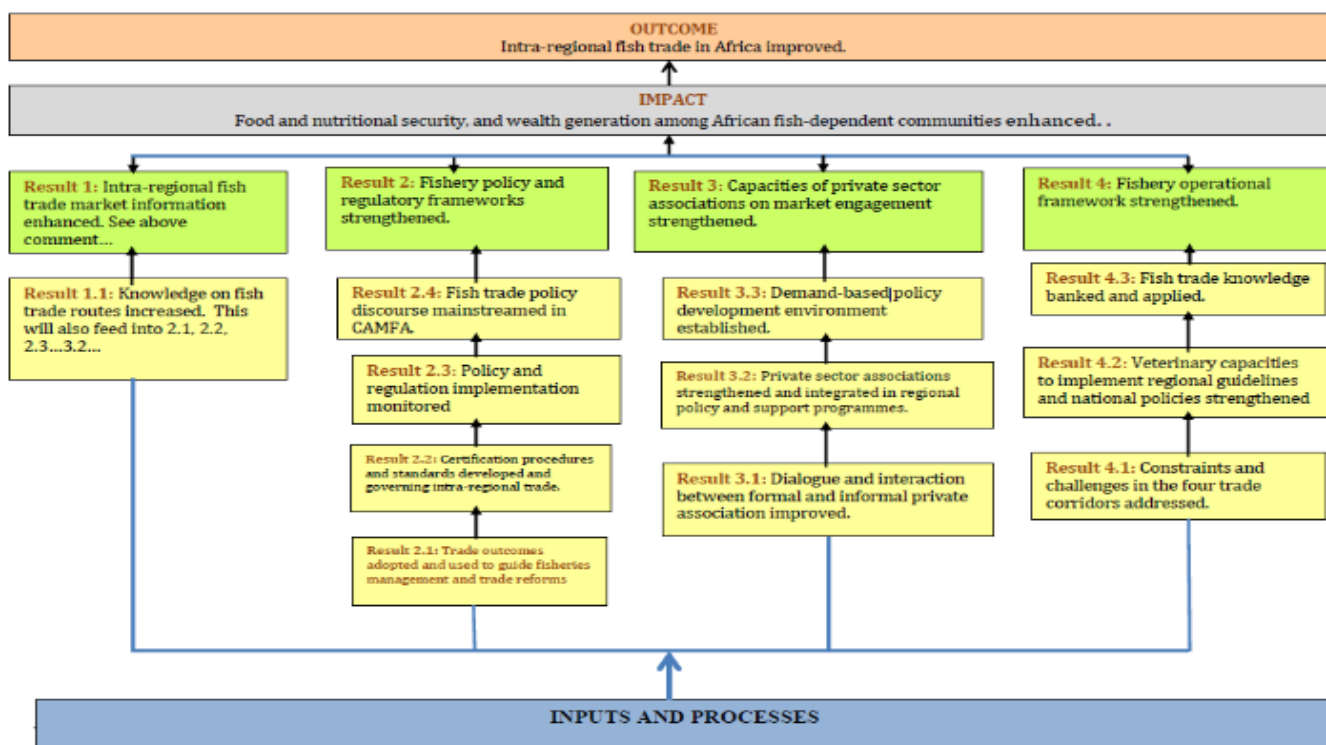 OUTCOME
Intra-regional fish trade in Africa improved.
IMPACT
Food and nutritional security, and wealth generation among African fish-dependent communities enhanced. .
Result 1: Intra-regional fish
trade market information
enhanced. See above
comment...
Result 2: Fishery policy and
regulatory frameworks
strengthened.
Result 3: Capacities of private sector
associations on market engagement
strengthened.
Result 4: Fishery operational
framework strengthened.
Result 1.1: Knowledge on fish
trade routes increased. This
will also feed into 2.1, 2.2,
2.3...3.2...
Result 2.4: Fish trade policy
discourse mainstreamed in
CAMFA.
Result 2.3: Policy and
regulation implementation
monitored
Result 2.2: Certification procedures
and standards developed and
governing intra-regional trade.
Result 2.1: Trade outcomes
adopted and used to guide fisheries
management and trade reforms
Result 3.3: Demand-based policy
development environment
established.
Result 3.2: Private sector associations
strengthened and integrated in regional
policy and support programmes.
Result 3.1: Dialogue and interaction
between formal and informal private
association improved.
Result 4.3: Fish trade knowledge
banked and applied.
Result 4.2: Veterinary capacities
to implement regional guidelines
and national policies strengthened
Result 4.1: Constraints and
challenges in the four trade
corridors addressed.
INPUTS AND PROCESSES